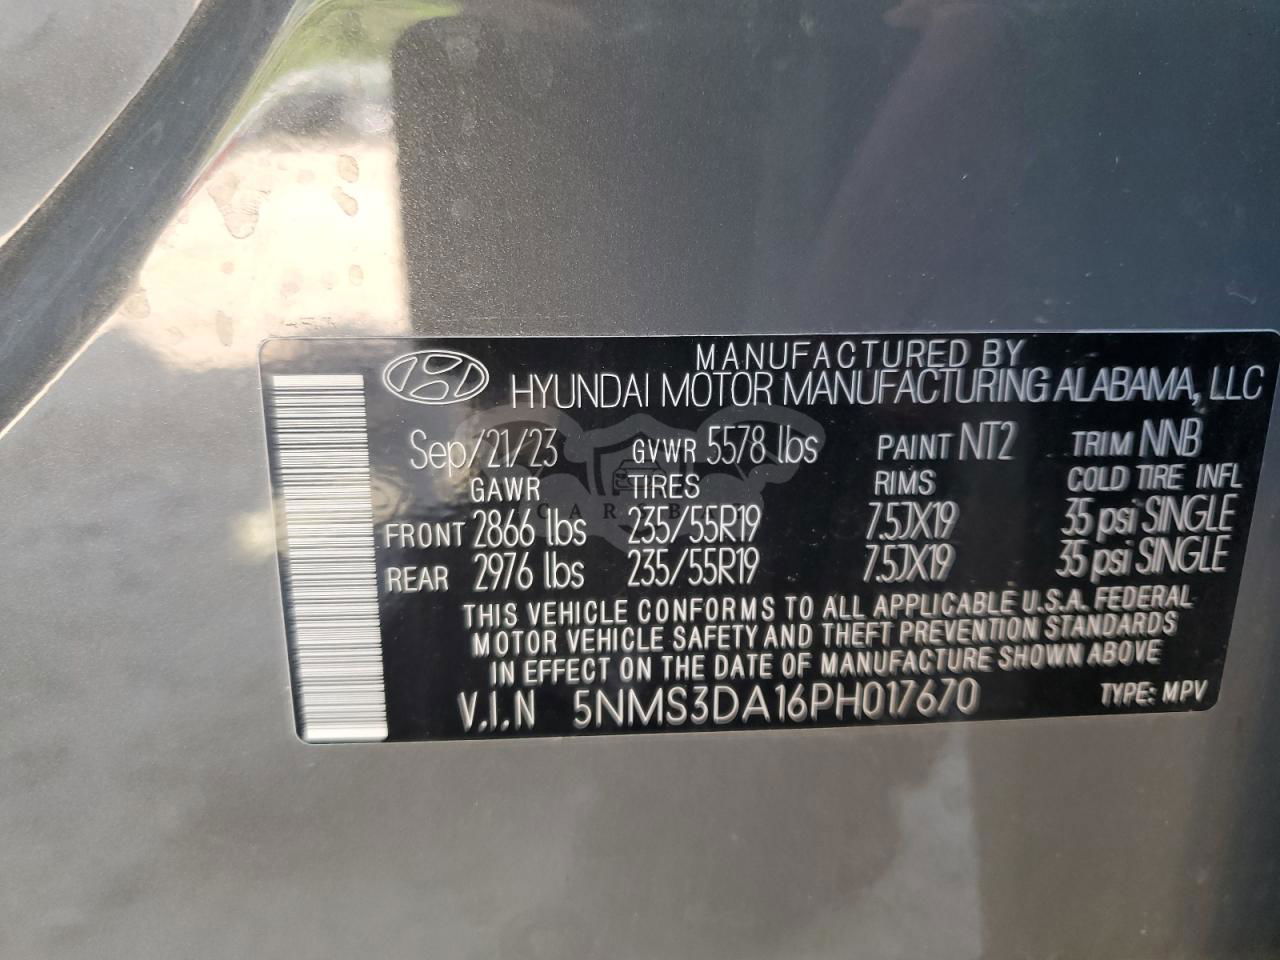 MANUFACTURED BY
HYUNDAI MOTOR MANUFACTURING ALABAMA, LLC
Sep/21/23 GVWR 5578 lbs PAINT NT2 TRIM NNB
GAWR TIRES RIMS COLD TIRE INFL
FRONT 2866 lbs 235/55R19 7.5JX19 35 psi SINGLE
REAR 2976 lbs 235/55R19 7.5JX19 35 psi SINGLE
THIS VEHICLE CONFORMS TO ALL APPLICABLE U.S.A. FEDERAL
MOTOR VEHICLE SAFETY AND THEFT PREVENTION STANDARDS
IN EFFECT ON THE DATE OF MANUFACTURE SHOWN ABOVE
V.I.N 5NMS3DA16PH017670 TYPE: MPV